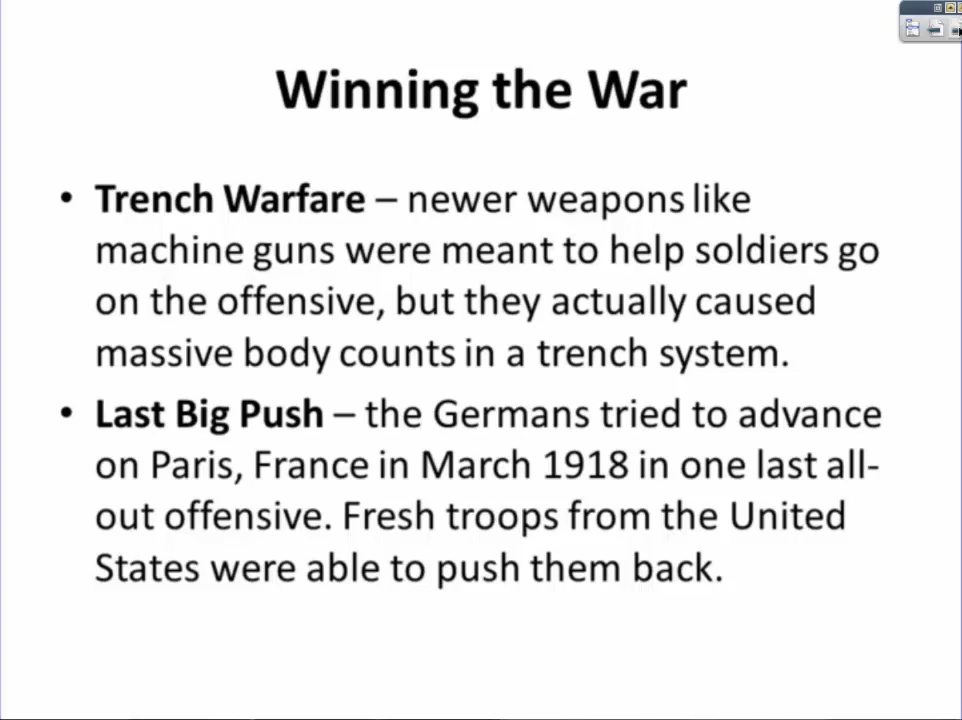 Winning the War
• Trench Warfare – newer weapons like
machine guns were meant to help soldiers go
on the offensive, but they actually caused
massive body counts in a trench system.
• Last Big Push – the Germans tried to advance
on Paris, France in March 1918 in one last all-
out offensive. Fresh troops from the United
States were able to push them back.